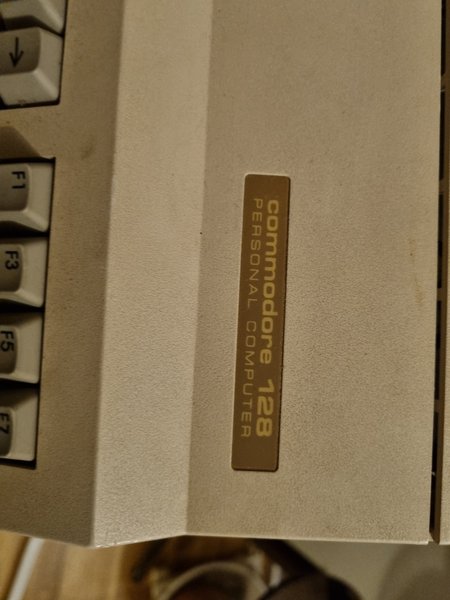 commodore 128
PERSONAL COMPUTER
↓
F1
F3
F5
F7